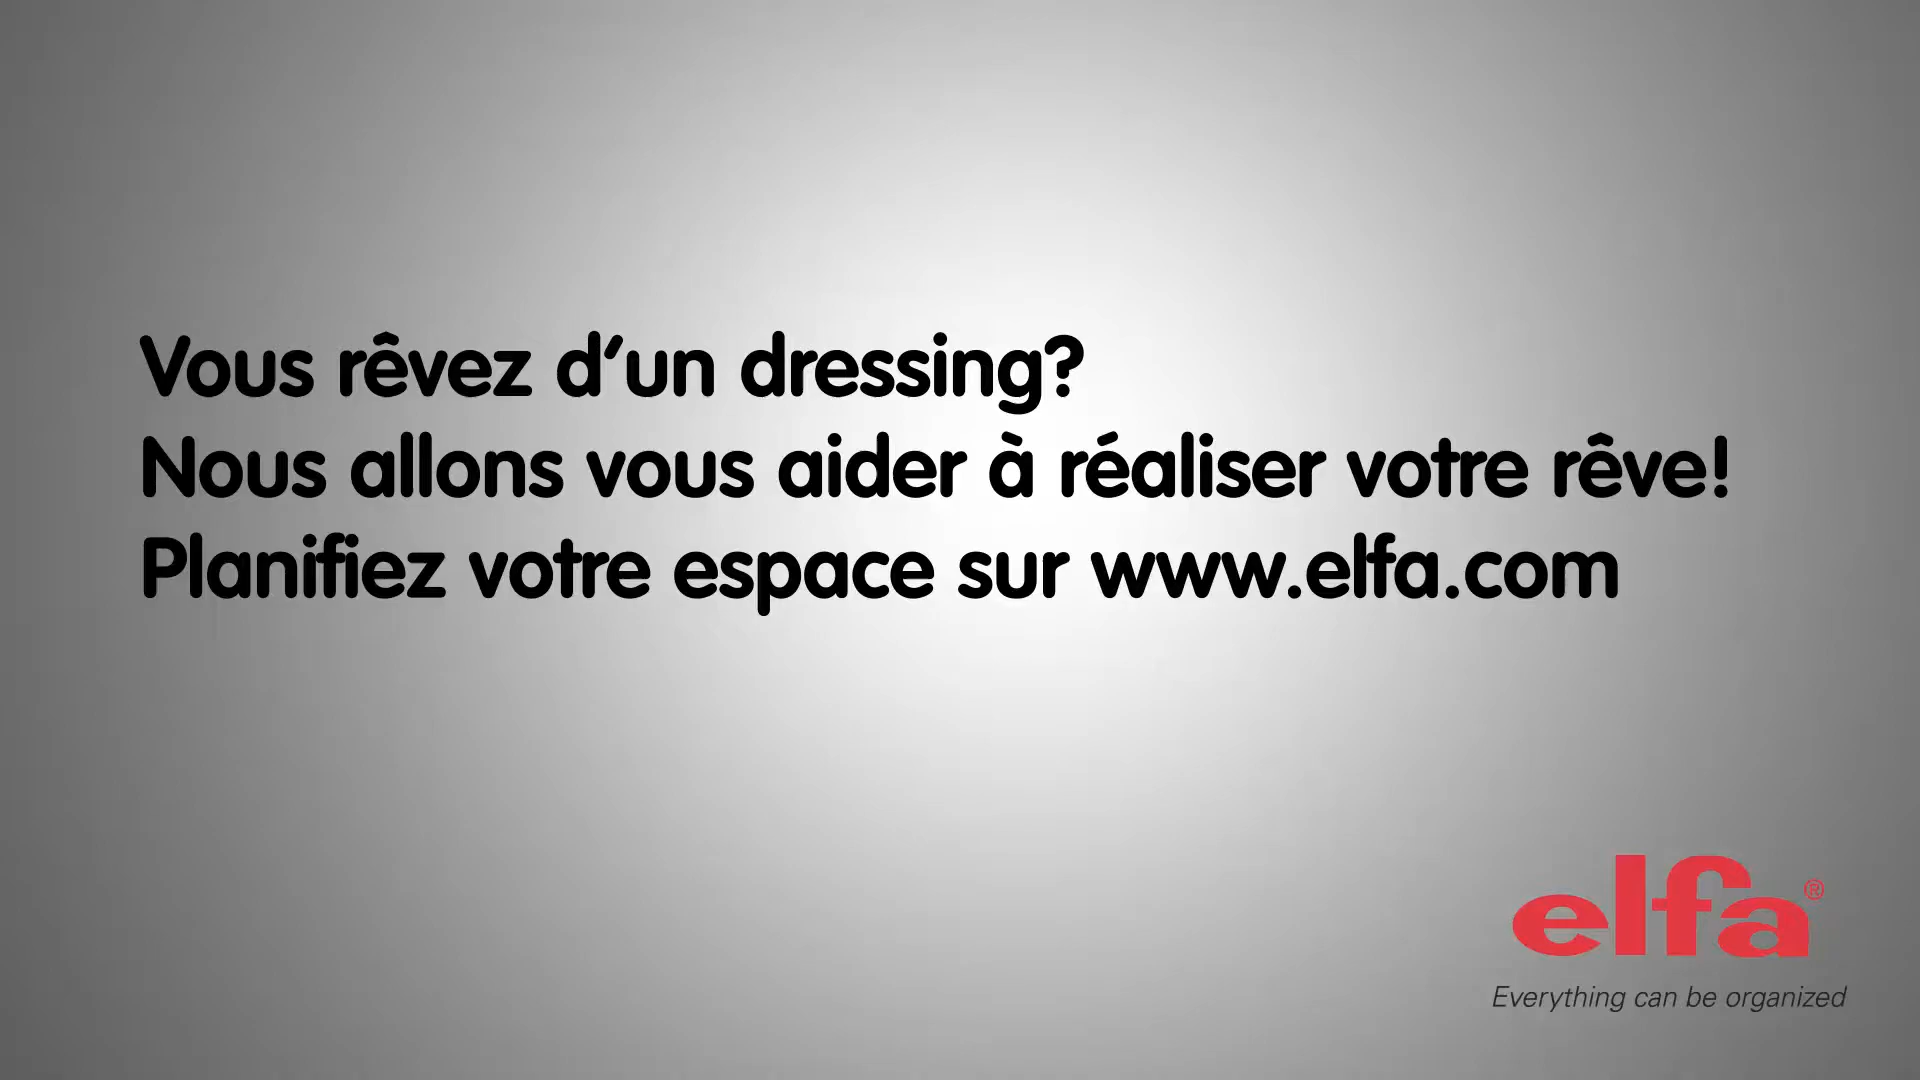 Vous rêvez d’un dressing?
Nous allons vous aider à réaliser votre rêve!
Planifiez votre espace sur www.elfa.com
elfa®
Everything can be organized